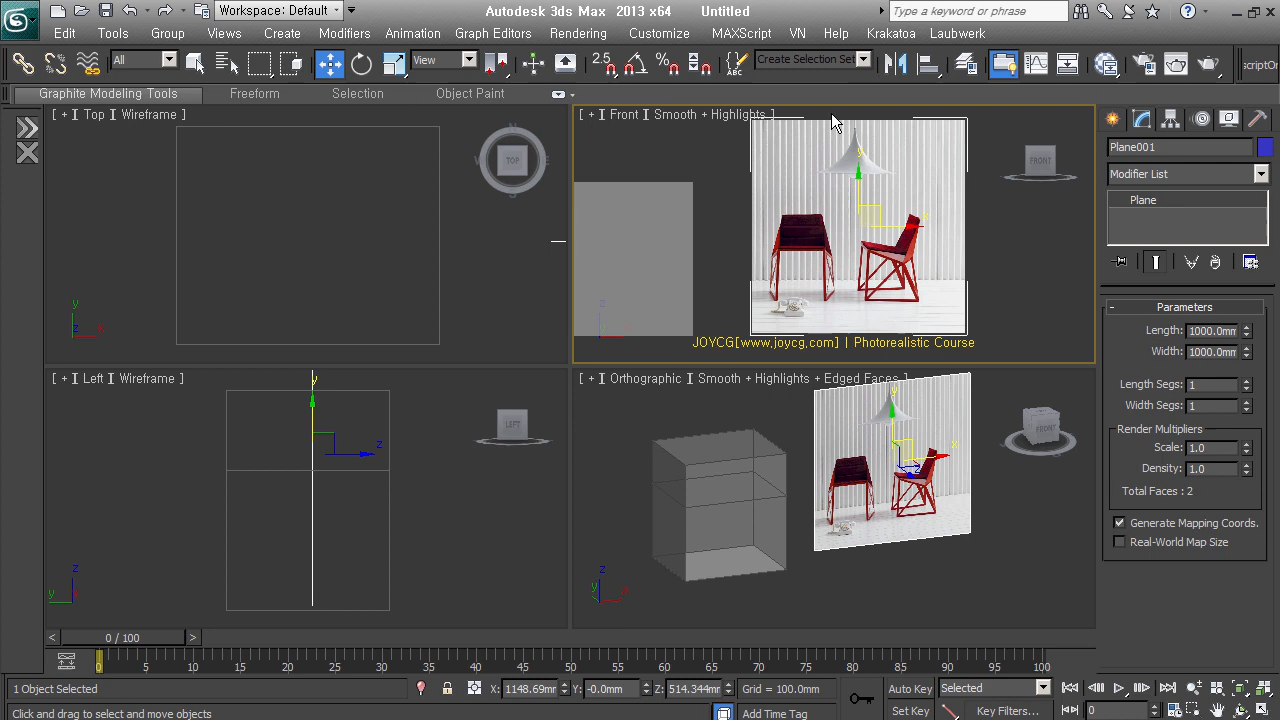 Workspace: Default
Autodesk 3ds Max  2013 x64    Untitled
Type a keyword or phrase
Edit
Tools
Group
Views
Create
Modifiers
Animation
Graph Editors
Rendering
Customize
MAXScript
VN
Help
Krakatoa
Laubwerk
All
View
2.5
Create Selection Set
Graphite Modeling Tools
Freeform
Selection
Object Paint
[ + ] Top ] Wireframe ]
TOP
[ + ] Front ] Smooth + Highlights ]
FRONT
Plane001
Modifier List
Plane
Parameters
Length: 1000.0mm
Width: 1000.0mm
Length Segs: 1
Width Segs: 1
Render Multipliers
Scale: 1.0
Density: 1.0
Total Faces : 2
Generate Mapping Coords.
Real-World Map Size
JOYCG[www.joycg.com] | Photorealistic Course
[ + ] Left ] Wireframe ]
LEFT
[ + ] Orthographic ] Smooth + Highlights + Edged Faces ]
FRONT
0 / 100
0 5 10 15 20 25 30 35 40 45 50 55 60 65 70 75 80 85 90 95 100
1 Object Selected
X: 1148.69mm
Y: -0.0mm
Z: 514.344mm
Grid = 100.0mm
Auto Key
Selected
Click and drag to select and move objects
Add Time Tag
Set Key
Key Filters...
0